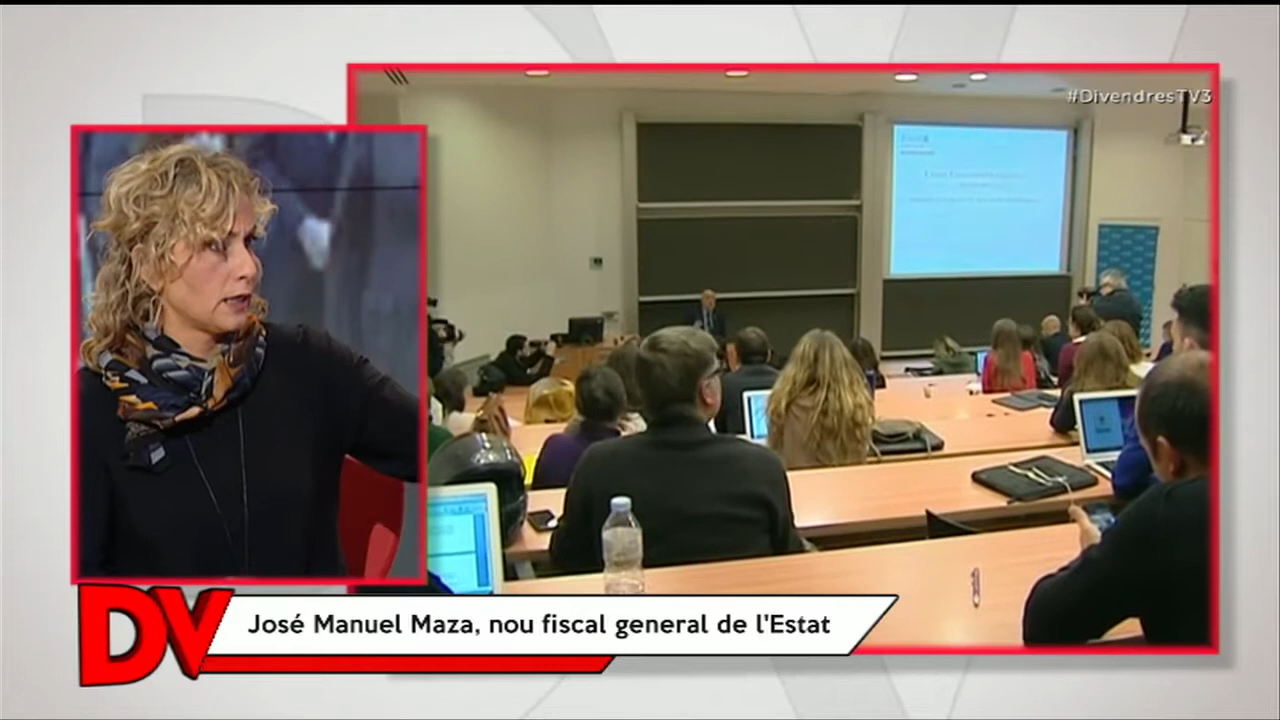 #DivendresTV3
DV
José Manuel Maza, nou fiscal general de l'Estat